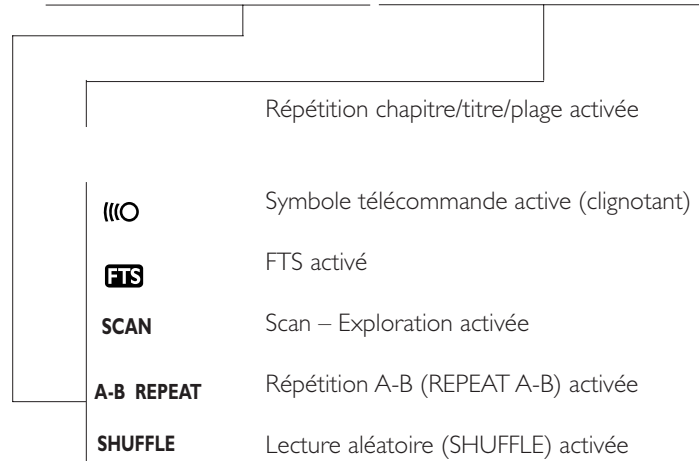 Répétition chapitre/titre/plage activée
Symbole télécommande active (clignotant)
FTS FTS activé
SCAN Scan – Exploration activée
A-B REPEAT Répétition A-B (REPEAT A-B) activée
SHUFFLE Lecture aléatoire (SHUFFLE) activée